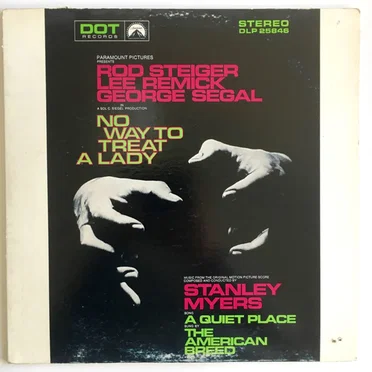 DOT
RECORDS
STEREO
DLP 25846
PARAMOUNT PICTURES
PRESENTS
ROD STEIGER
LEE REMICK
GEORGE SEGAL
IN
A SOL C. SIEGEL PRODUCTION
NO
WAY TO
TREAT
A LADY
MUSIC FROM THE ORIGINAL MOTION PICTURE SCORE
COMPOSED AND CONDUCTED BY
STANLEY
MYERS
SONG
A QUIET PLACE
SUNG BY
THE
AMERICAN
BREED